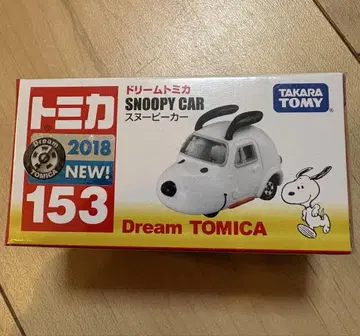 トミカ
Dream
TOMICA
2018
NEW!
153
ドリームトミカ
SNOOPY CAR
スヌーピーカー
TAKARA
TOMY
Dream TOMICA